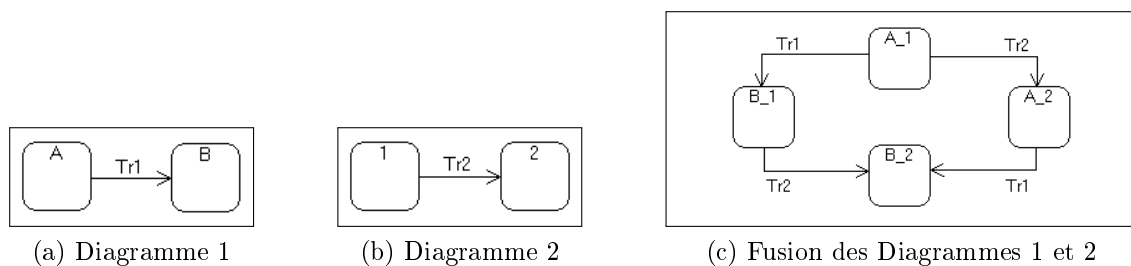 A
Tr1
B
(a) Diagramme 1
1
Tr2
2
(b) Diagramme 2
A_1
Tr1
Tr2
B_1
A_2
B_2
Tr2
Tr1
(c) Fusion des Diagrammes 1 et 2